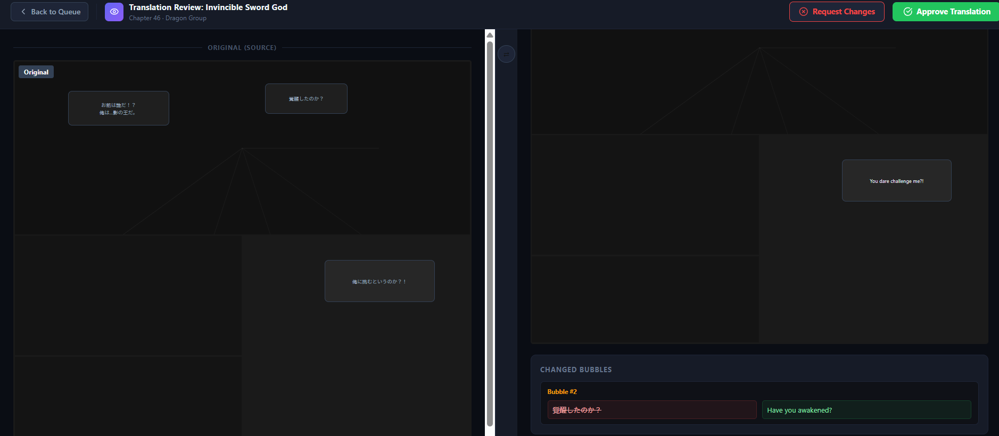 Back to Queue
Translation Review: Invincible Sword God
Chapter 46 · Dragon Group
Request Changes
Approve Translation
ORIGINAL (SOURCE)
Original
お前は誰だ！？
俺は...影の王だ。
覚醒したのか？
俺に挑むというのか？！
You dare challenge me?!
CHANGED BUBBLES
Bubble #2
覚醒したのか？
Have you awakened?